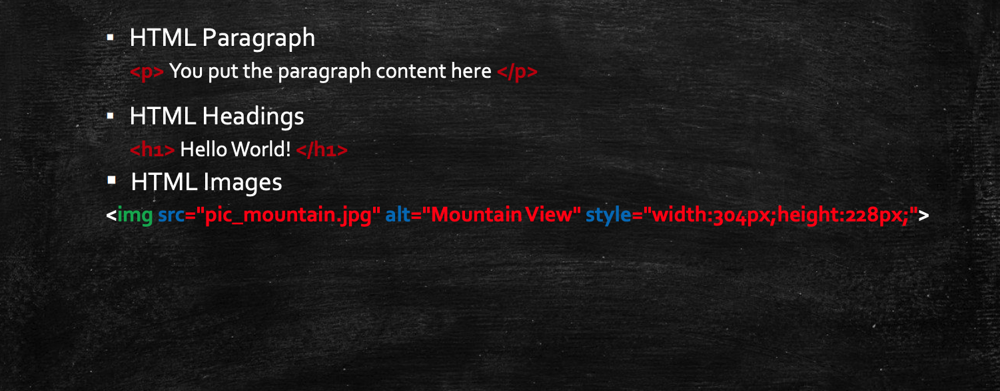 ▪ HTML Paragraph
<p> You put the paragraph content here </p>
▪ HTML Headings
<h1> Hello World! </h1>
▪ HTML Images
<img src="pic_mountain.jpg" alt="Mountain View" style="width:304px;height:228px;">